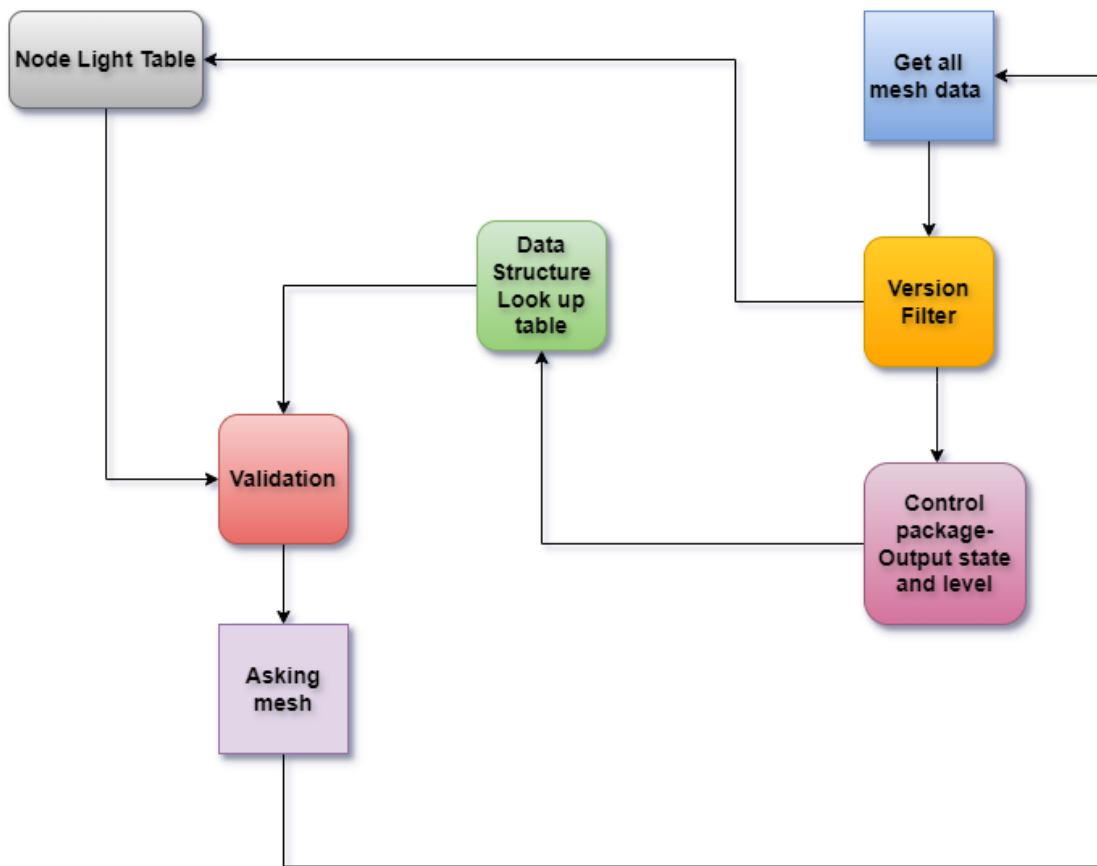 Node Light Table
Get all
mesh data
Data
Structure
Look up
table
Version
Filter
Validation
Control
package-
Output state
and level
Asking
mesh